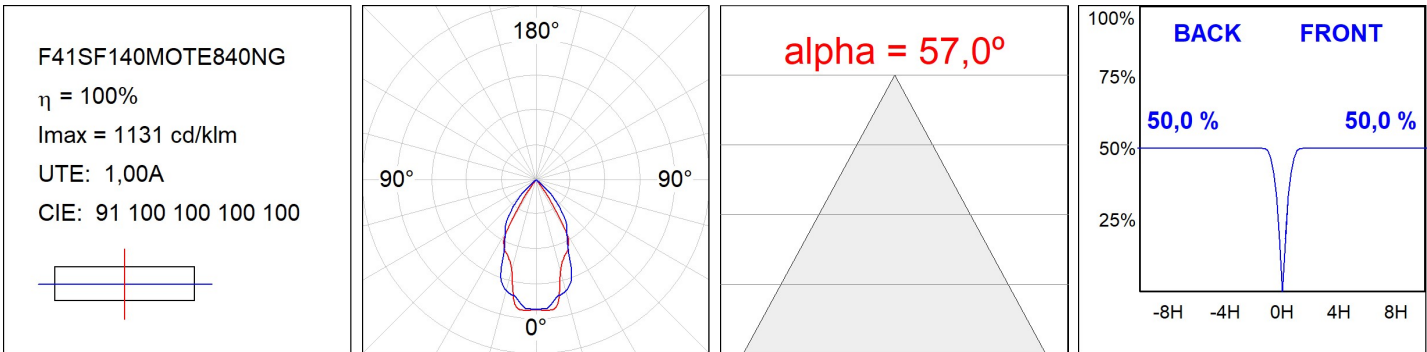 F41SF140MOTE840NG
η = 100%
Imax = 1131 cd/klm
UTE: 1,00A
CIE: 91 100 100 100 100
180°
90°
90°
0°
alpha = 57,0º
100%
BACK FRONT
75%
50,0 % 50,0 %
50%
25%
-8H -4H 0H 4H 8H